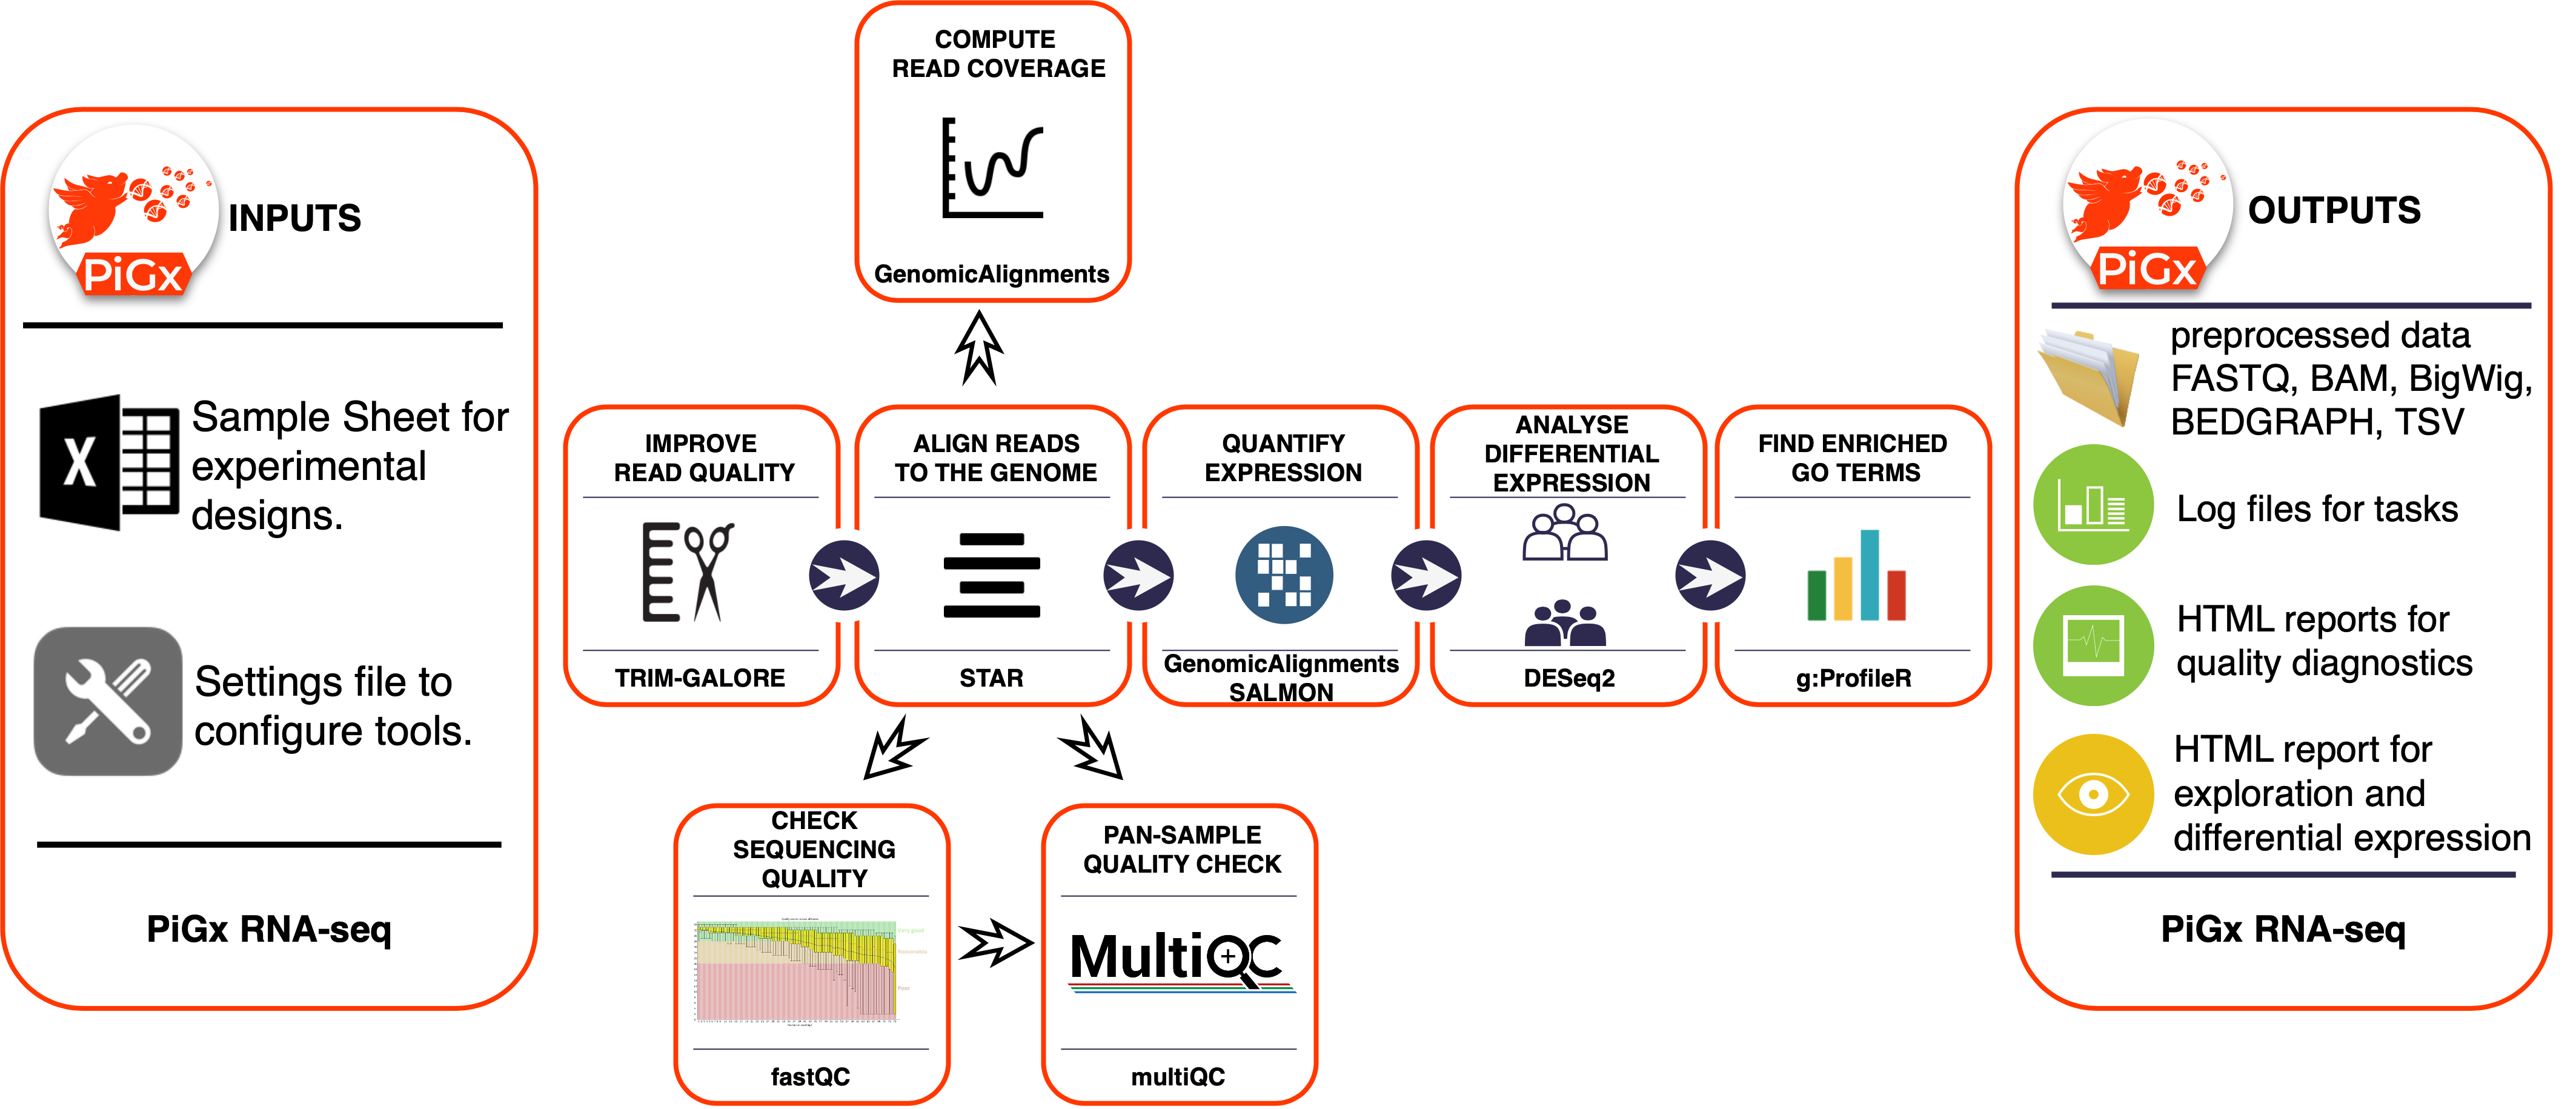 PiGx
INPUTS
Sample Sheet for
experimental
designs.
Settings file to
configure tools.
PiGx RNA-seq
COMPUTE
READ COVERAGE
GenomicAlignments
IMPROVE
READ QUALITY
TRIM-GALORE
ALIGN READS
TO THE GENOME
STAR
QUANTIFY
EXPRESSION
GenomicAlignments
SALMON
ANALYSE
DIFFERENTIAL
EXPRESSION
DESeq2
FIND ENRICHED
GO TERMS
g:ProfileR
CHECK
SEQUENCING
QUALITY
Very good
Reasonable
Poor
fastQC
PAN-SAMPLE
QUALITY CHECK
MultiQC
multiQC
PiGx
OUTPUTS
preprocessed data
FASTQ, BAM, BigWig,
BEDGRAPH, TSV
Log files for tasks
HTML reports for
quality diagnostics
HTML report for
exploration and
differential expression
PiGx RNA-seq